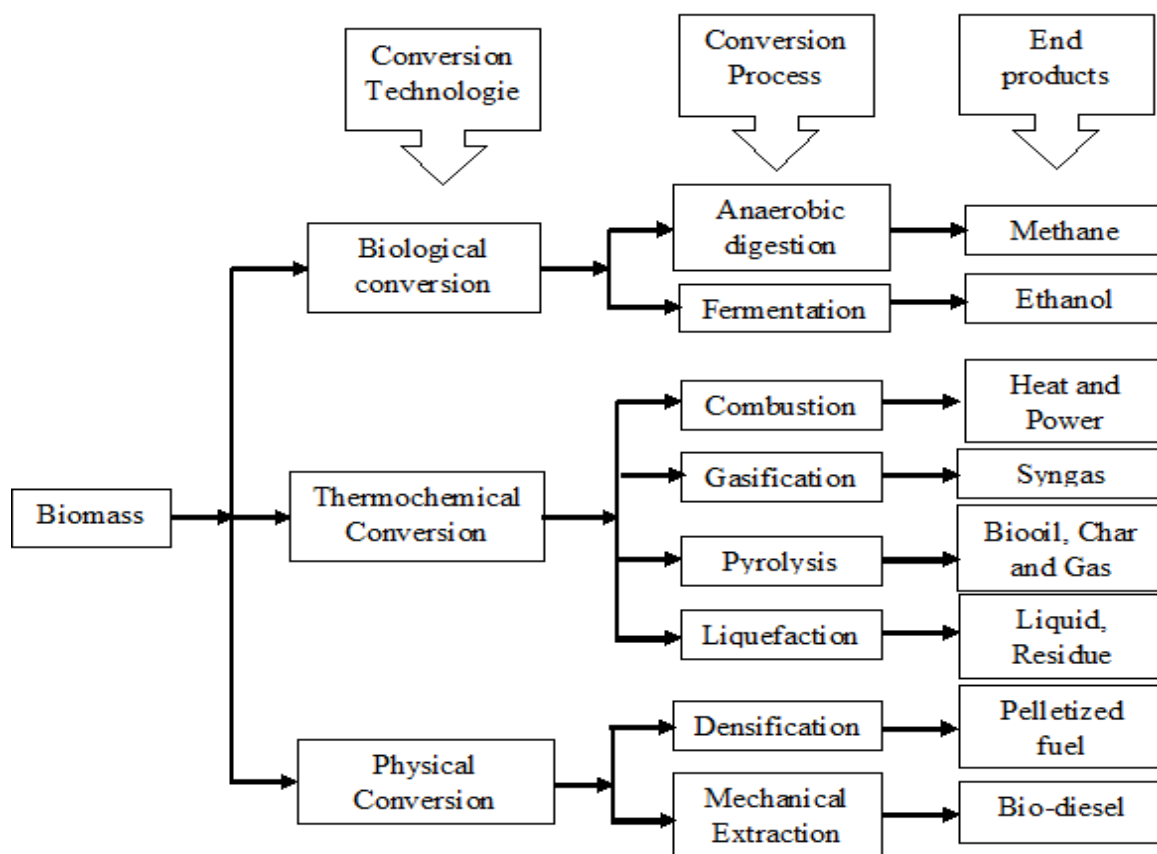 Conversion
Technologie
Conversion
Process
End
products
Anaerobic
digestion
Methane
Biological
conversion
Fermentation
Ethanol
Combustion
Heat and
Power
Gasification
Syngas
Biomass
Thermochemical
Conversion
Pyrolysis
Biooil, Char
and Gas
Liquefaction
Liquid,
Residue
Densification
Pelletized
fuel
Physical
Conversion
Mechanical
Extraction
Bio-diesel